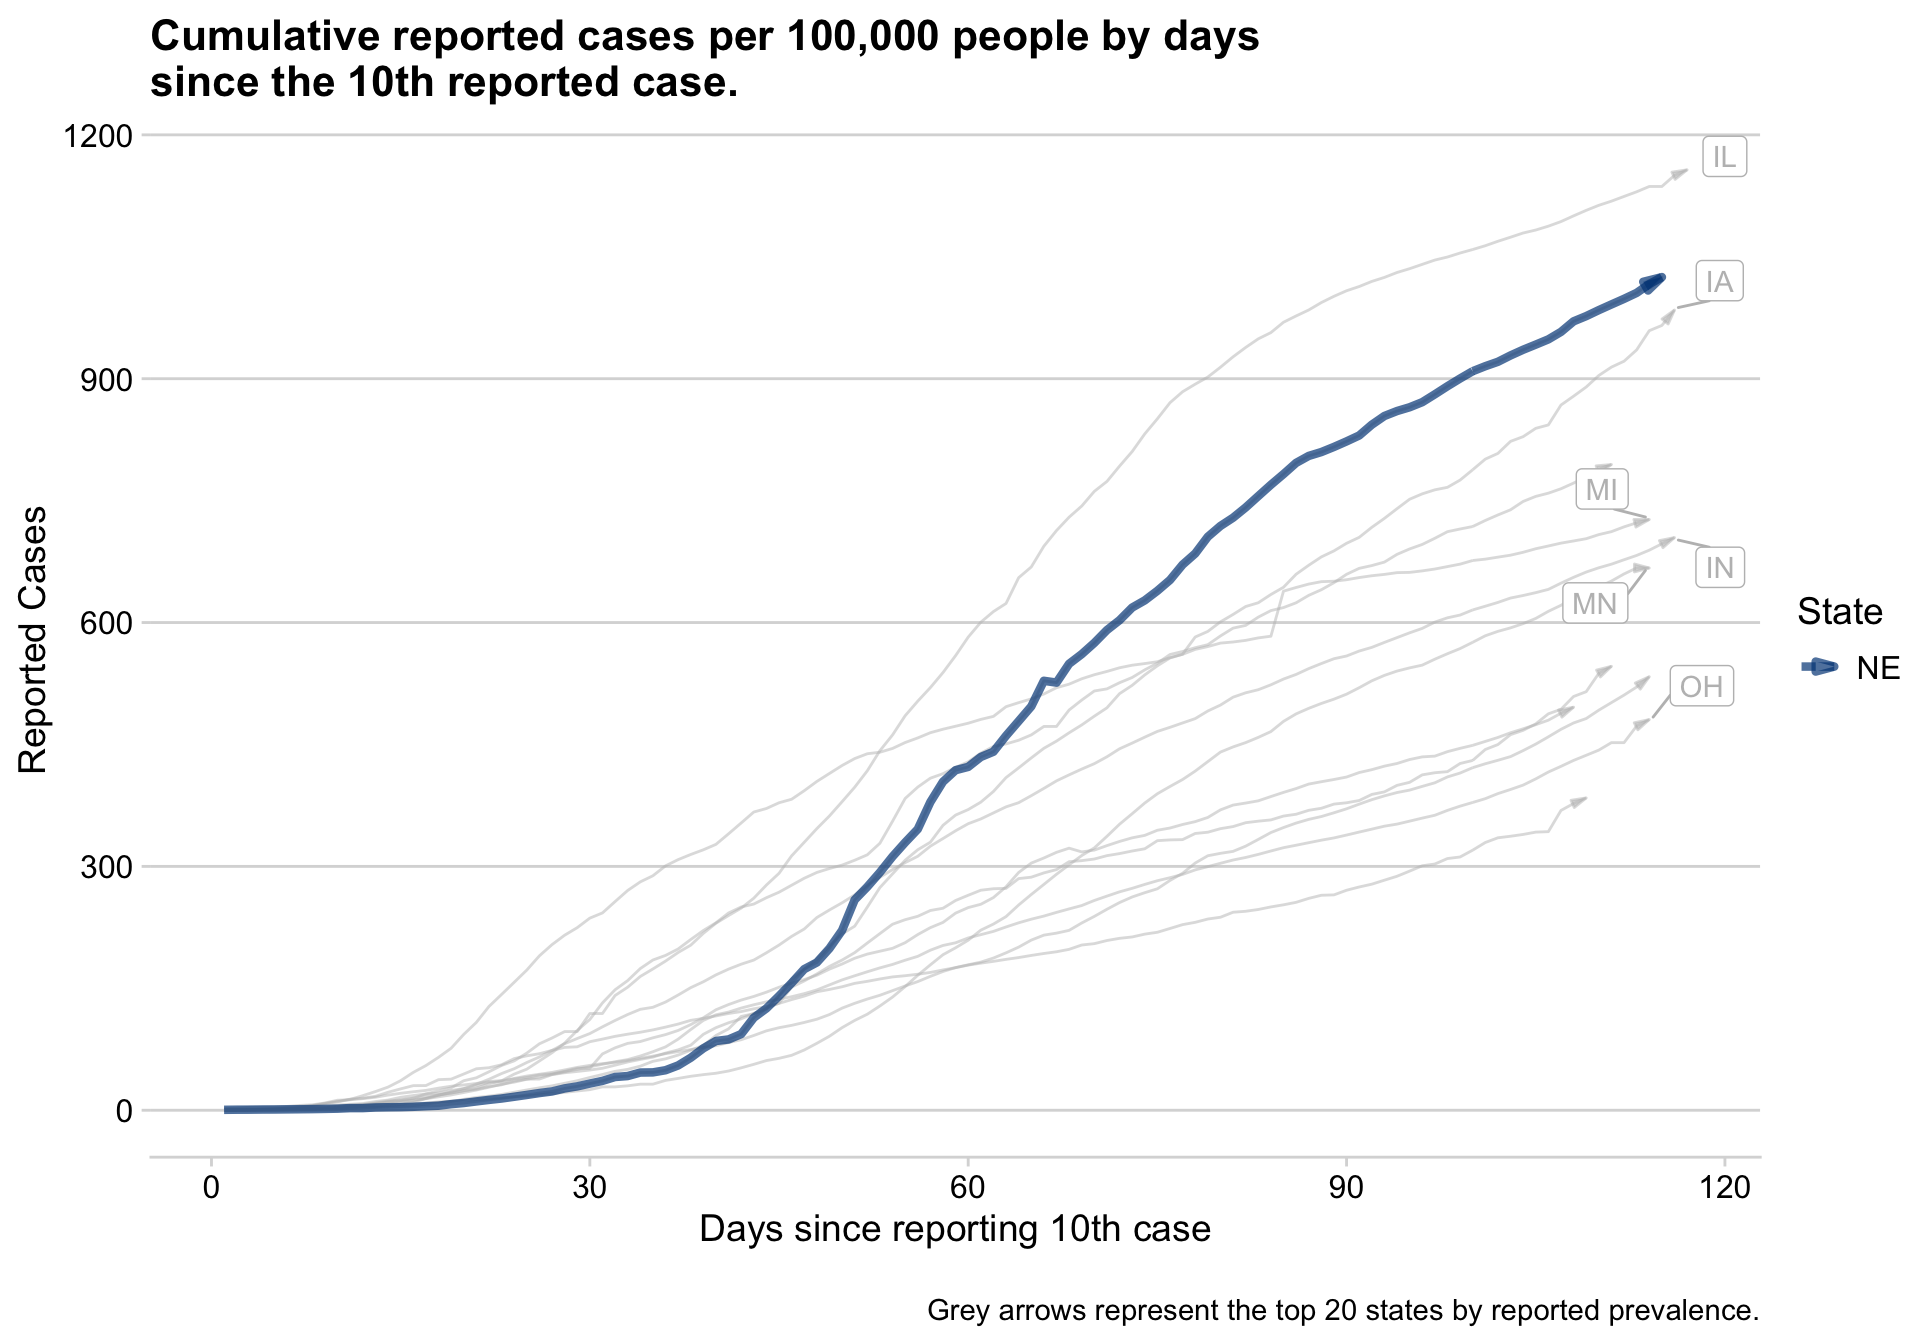 Cumulative reported cases per 100,000 people by days
since the 10th reported case.
1200
IL
IA
900
MI
IN
MN
600
OH
300
0
Reported Cases
State
NE
0 30 60 90 120
Days since reporting 10th case
Grey arrows represent the top 20 states by reported prevalence.